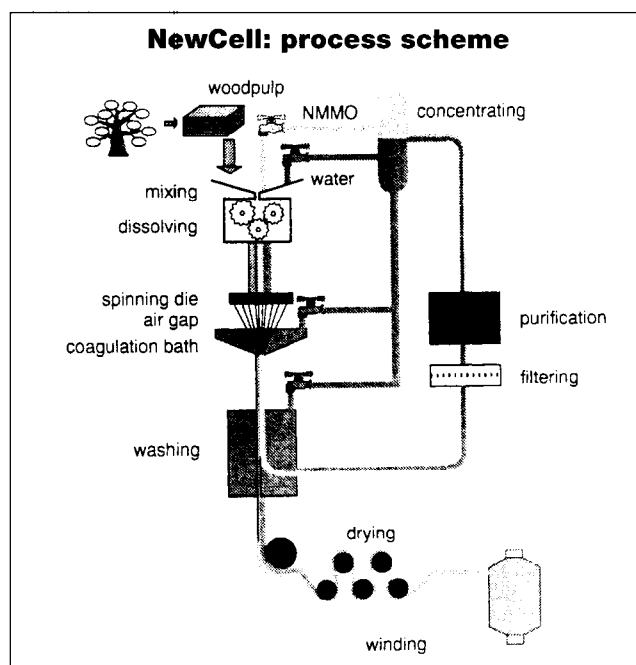 NewCell: process scheme
woodpulp
NMMO
concentrating
water
mixing
dissolving
spinning die
air gap
coagulation bath
purification
filtering
washing
drying
winding